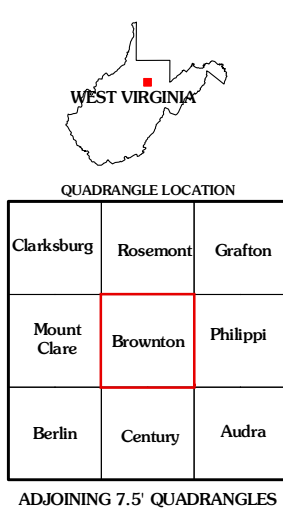 WEST VIRGINIA
QUADRANGLE LOCATION
Clarksburg Rosemont Grafton
Mount Clare Brownton Philippi
Berlin Century Audra
ADJOINING 7.5' QUADRANGLES